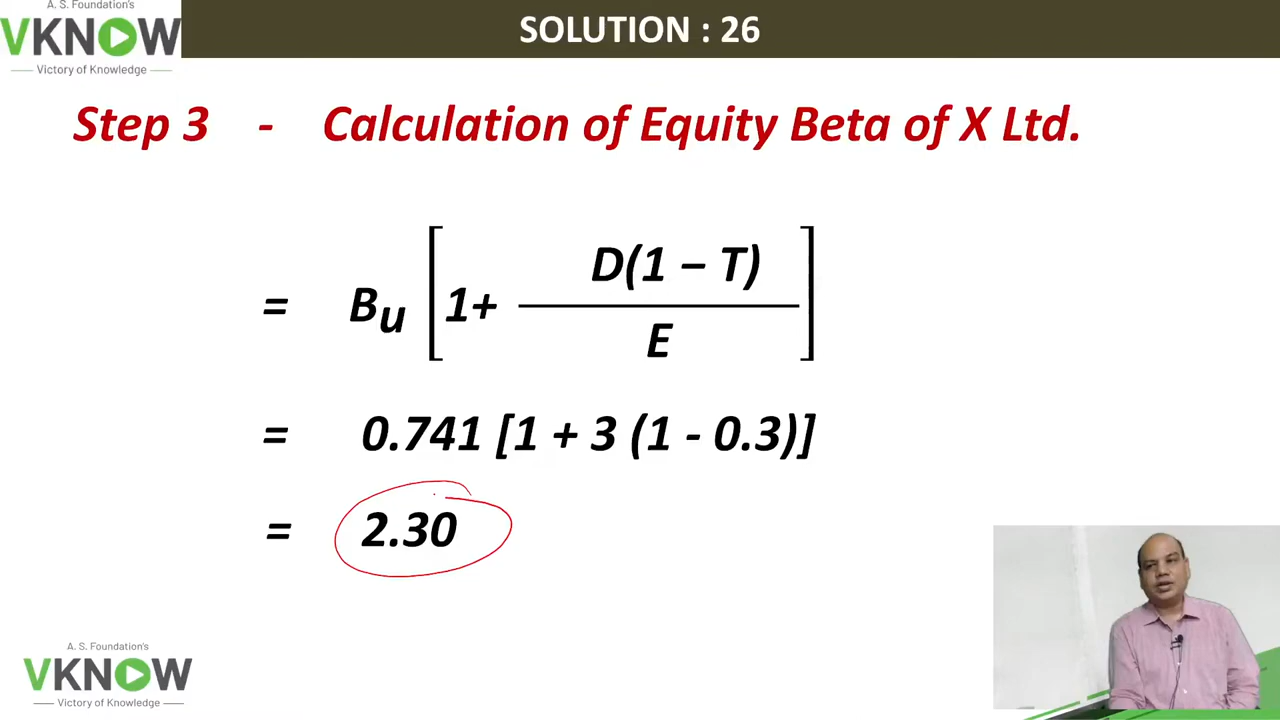 A. S. Foundation's
VKNOW
Victory of Knowledge
SOLUTION : 26
Step 3 - Calculation of Equity Beta of X Ltd.
= Bu [1+ D(1 – T) / E]
= 0.741 [1 + 3 (1 - 0.3)]
= 2.30
A. S. Foundation's
VKNOW
Victory of Knowledge